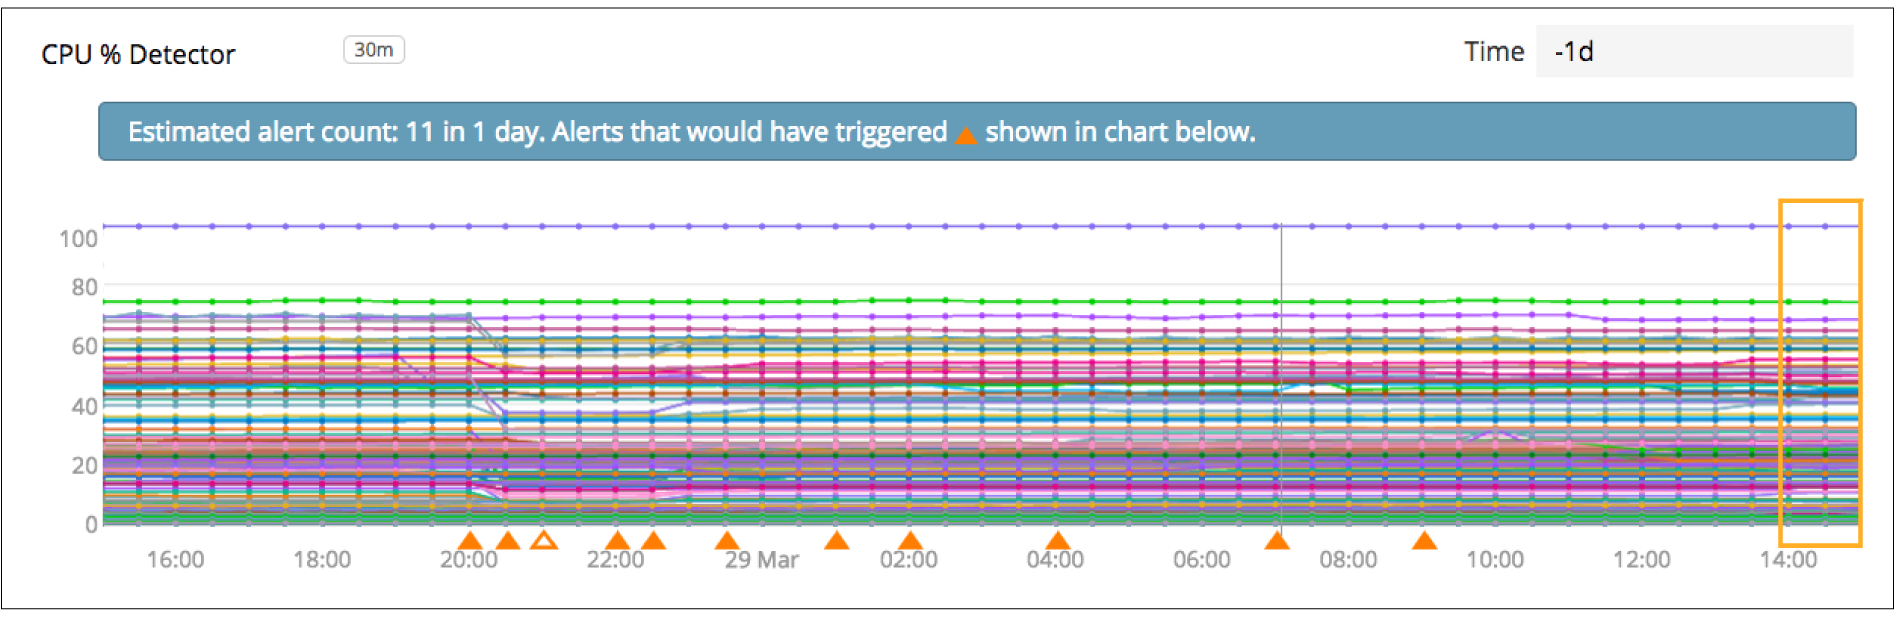 CPU % Detector 30m Time -1d
Estimated alert count: 11 in 1 day. Alerts that would have triggered shown in chart below.
100
80
60
40
20
0
16:00 18:00 20:00 22:00 29 Mar 02:00 04:00 06:00 08:00 10:00 12:00 14:00